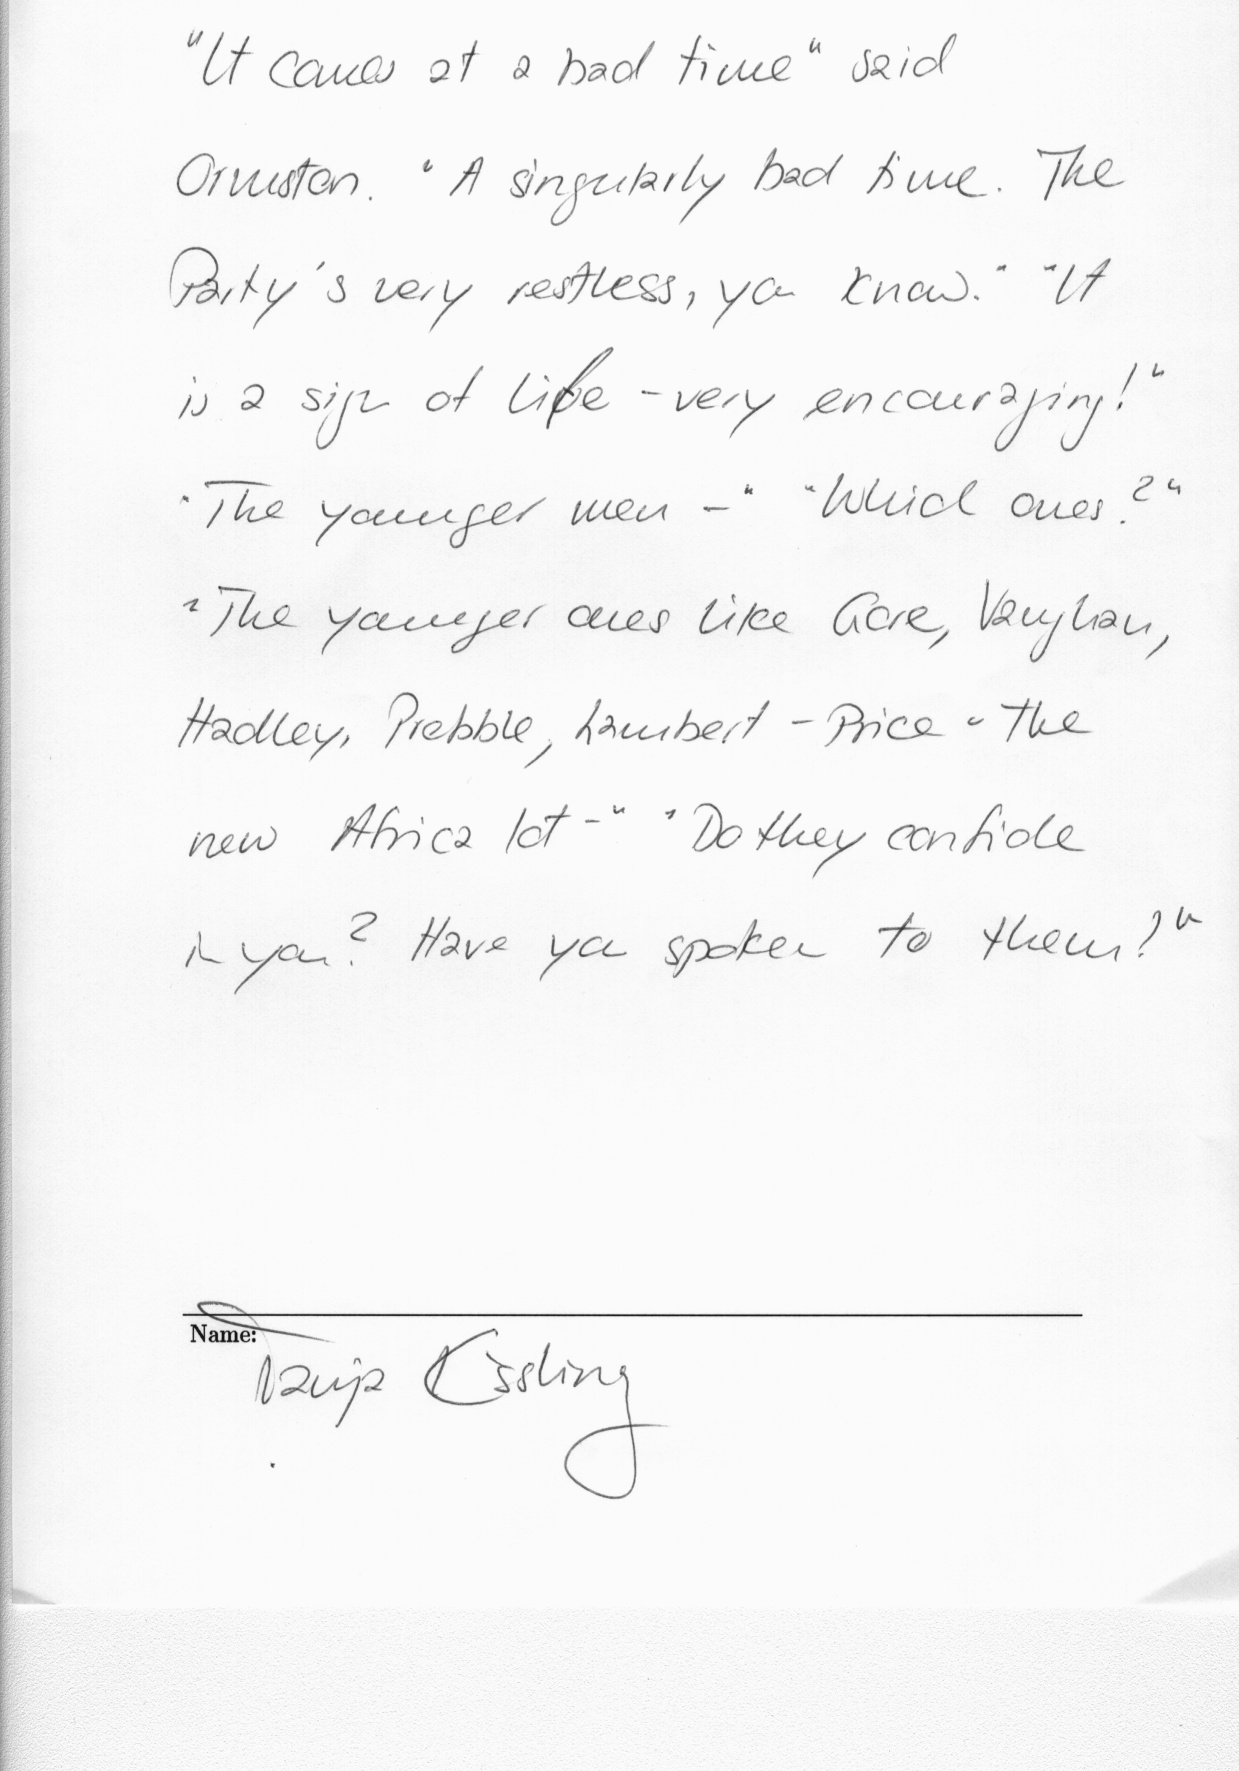 "It comes at a bad time" said
Ormston. "A singularly bad time. The
Party's very restless, you know." "It
is a sign of life - very encouraging!"
"The younger men -" "Which ones?"
"The younger ones like Gore, Vaughan,
Hadley, Prebble, Lambert - Price - the
new Africa lot -" "Do they confide
in you? Have you spoken to them?"
Name:
Tanja Kissling